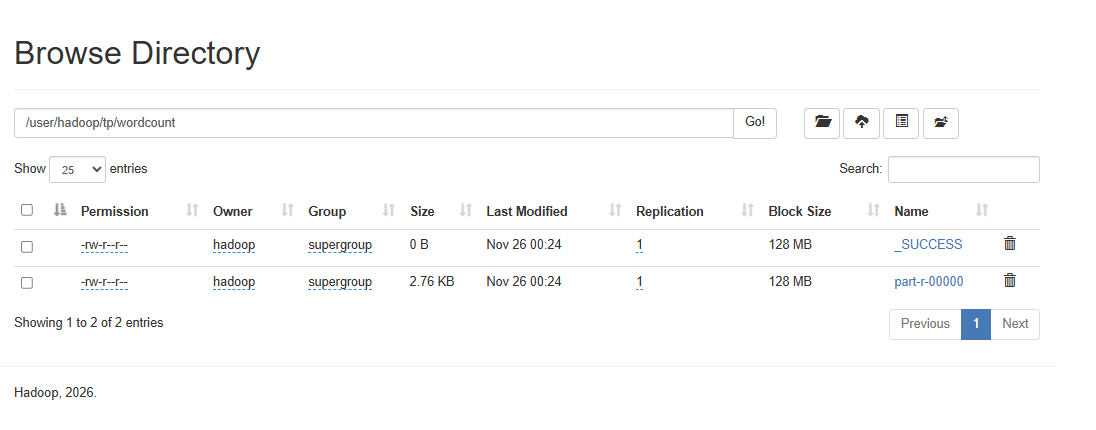 Browse Directory
/user/hadoop/tp/wordcount Go!
Show 25 entries Search:
Permission Owner Group Size Last Modified Replication Block Size Name
-rw-r--r-- hadoop supergroup 0 B Nov 26 00:24 1 128 MB _SUCCESS
-rw-r--r-- hadoop supergroup 2.76 KB Nov 26 00:24 1 128 MB part-r-00000
Showing 1 to 2 of 2 entries Previous 1 Next
Hadoop, 2026.